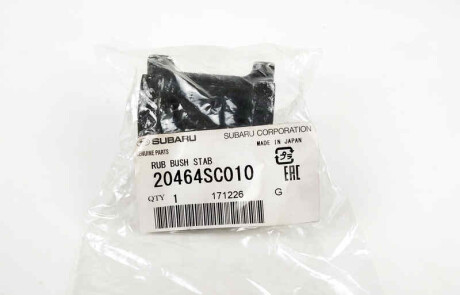 SUBARU SUBARU CORPORATION
GENUINE PARTS MADE IN JAPAN
RUB BUSH STAB
20464SC010 EAC
QTY 1 171226 G